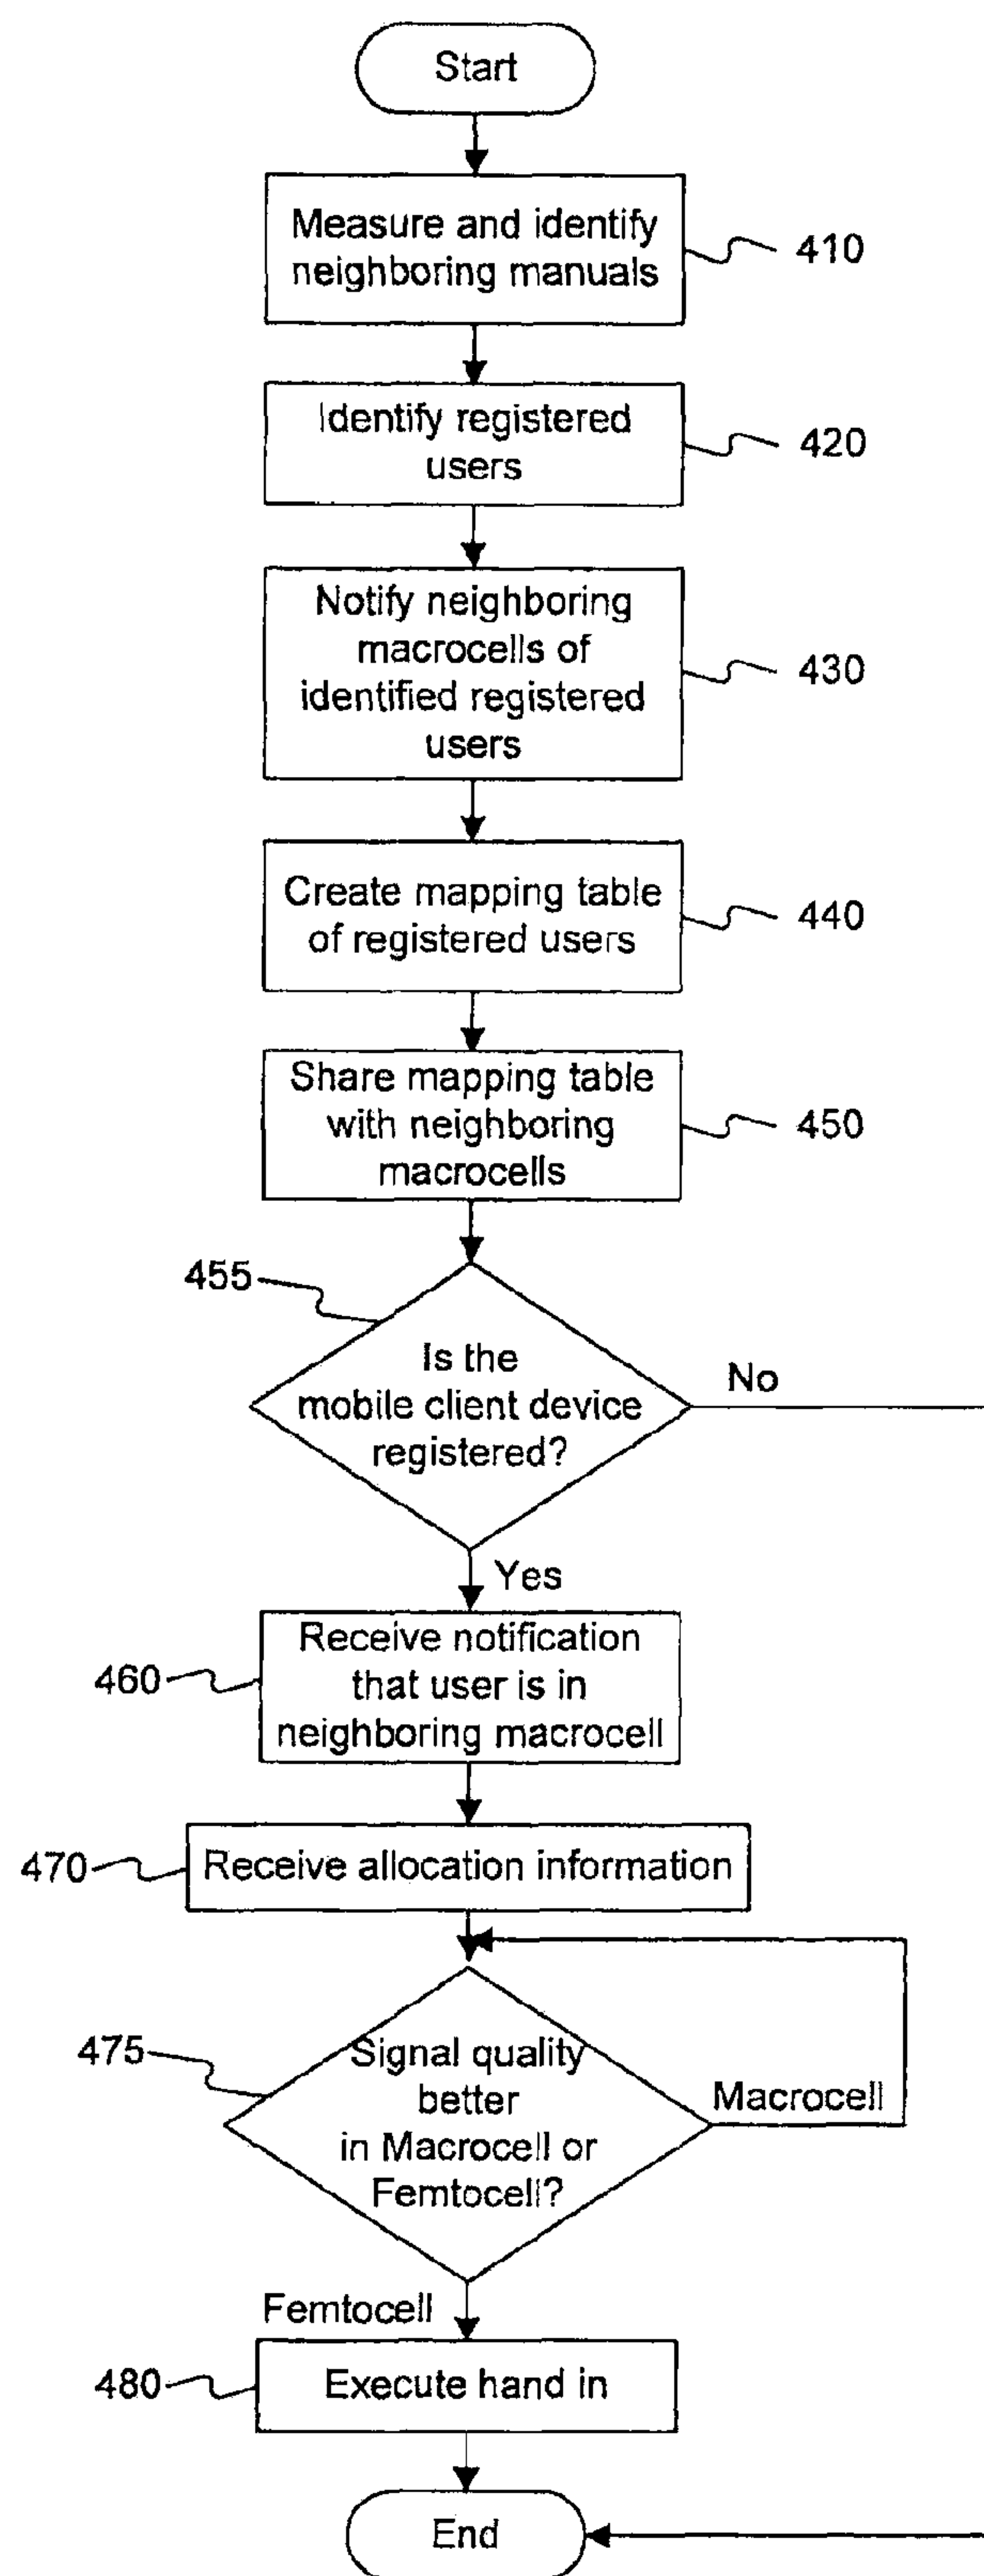 Start
Measure and identify
neighboring manuals
410
Identify registered
users
420
Notify neighboring
macrocells of
identified registered
users
430
Create mapping table
of registered users
440
Share mapping table
with neighboring
macrocells
450
455
Is the
mobile client device
registered?
No
Yes
460
Receive notification
that user is in
neighboring macrocell
470
Receive allocation information
475
Signal quality
better
in Macrocell or
Femtocell?
Macrocell
Femtocell
480
Execute hand in
End